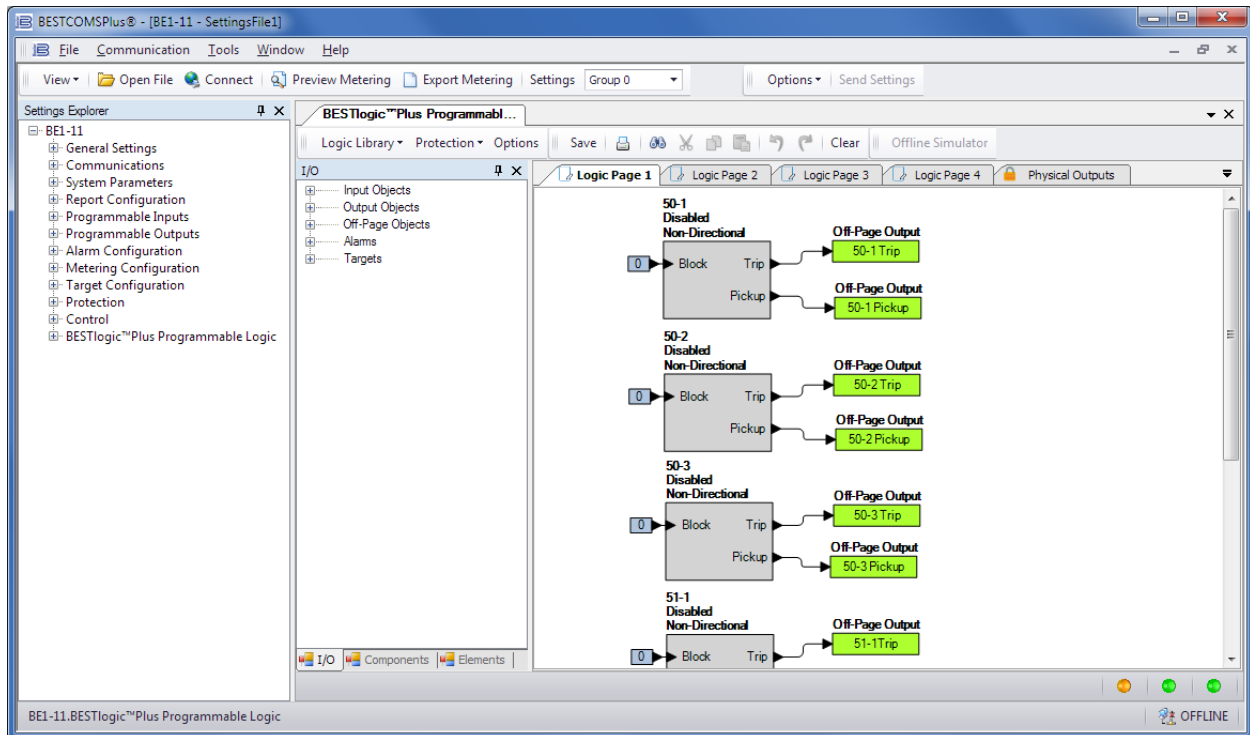 BESTCOMSPlus® - [BE1-11 - SettingsFile1]
File Communication Tools Window Help
View Open File Connect Preview Metering Export Metering Settings Group 0 Options Send Settings
Settings Explorer
BE1-11
General Settings
Communications
System Parameters
Report Configuration
Programmable Inputs
Programmable Outputs
Alarm Configuration
Metering Configuration
Target Configuration
Protection
Control
BESTlogic™Plus Programmable Logic
BESTlogic™Plus Programmabl...
Logic Library Protection Options Save Clear Offline Simulator
I/O
Input Objects
Output Objects
Off-Page Objects
Alarms
Targets
I/O Components Elements
Logic Page 1 Logic Page 2 Logic Page 3 Logic Page 4 Physical Outputs
50-1
Disabled
Non-Directional
0 Block Trip
Pickup
Off-Page Output
50-1 Trip
Off-Page Output
50-1 Pickup
50-2
Disabled
Non-Directional
0 Block Trip
Pickup
Off-Page Output
50-2 Trip
Off-Page Output
50-2 Pickup
50-3
Disabled
Non-Directional
0 Block Trip
Pickup
Off-Page Output
50-3 Trip
Off-Page Output
50-3 Pickup
51-1
Disabled
Non-Directional
0 Block Trip
Off-Page Output
51-1Trip
BE1-11.BESTlogic™Plus Programmable Logic
OFFLINE